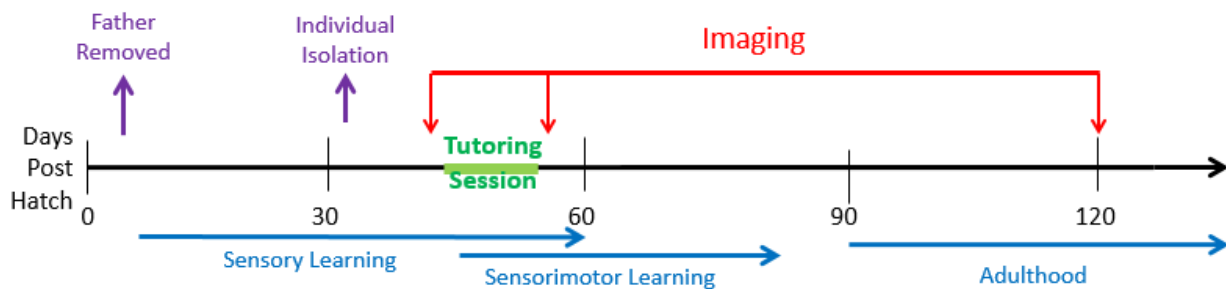 Father
Removed
Individual
Isolation
Imaging
Days
Post
Hatch
Tutoring
Session
0
30
60
90
120
Sensory Learning
Sensorimotor Learning
Adulthood